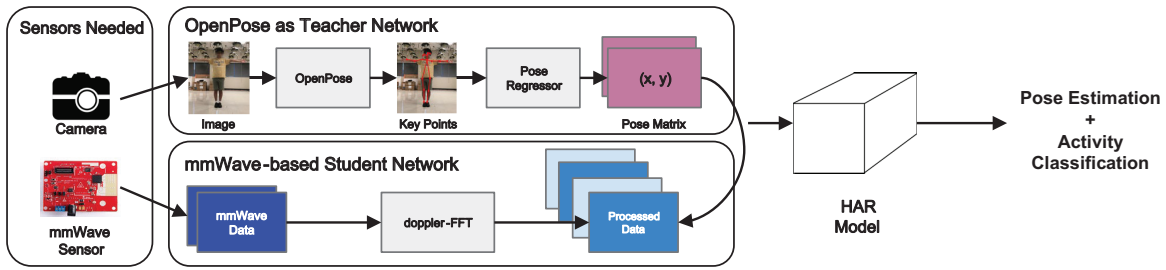 Sensors Needed
Camera
mmWave
Sensor
OpenPose as Teacher Network
Image
OpenPose
Key Points
Pose
Regressor
(x, y)
Pose Matrix
mmWave-based Student Network
mmWave
Data
doppler-FFT
Processed
Data
HAR
Model
Pose Estimation
+
Activity
Classification